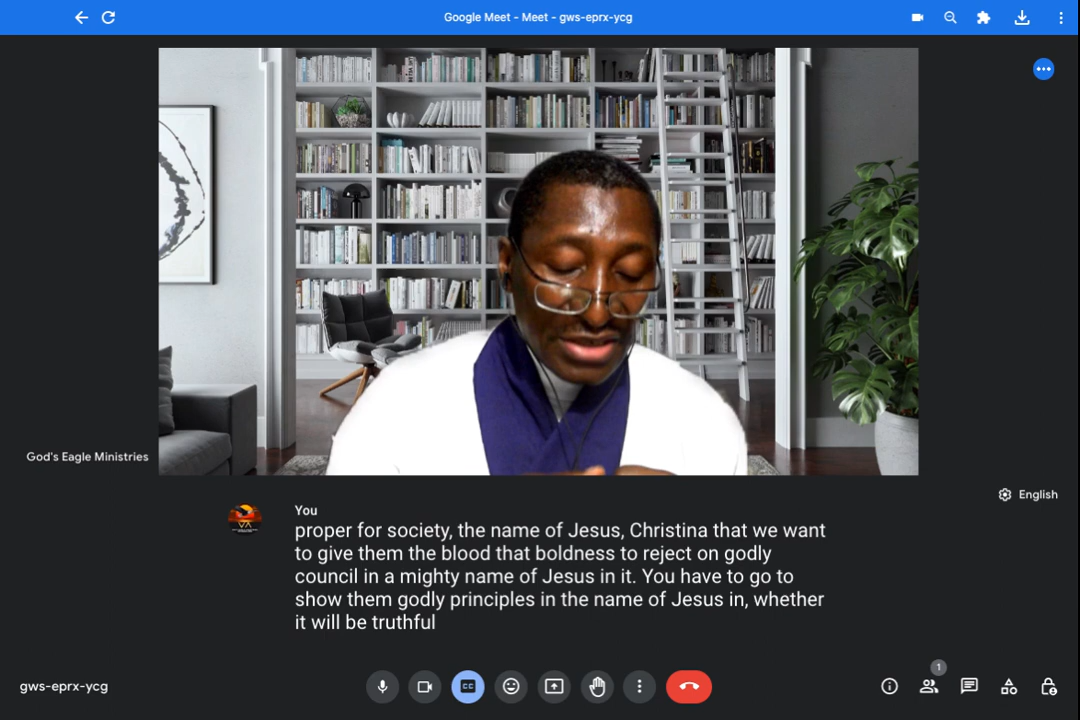 Google Meet - Meet - gws-eprx-ycg
God's Eagle Ministries
English
You
proper for society, the name of Jesus, Christina that we want
to give them the blood that boldness to reject on godly
council in a mighty name of Jesus in it. You have to go to
show them godly principles in the name of Jesus in, whether
it will be truthful
1
gws-eprx-ycg
CC